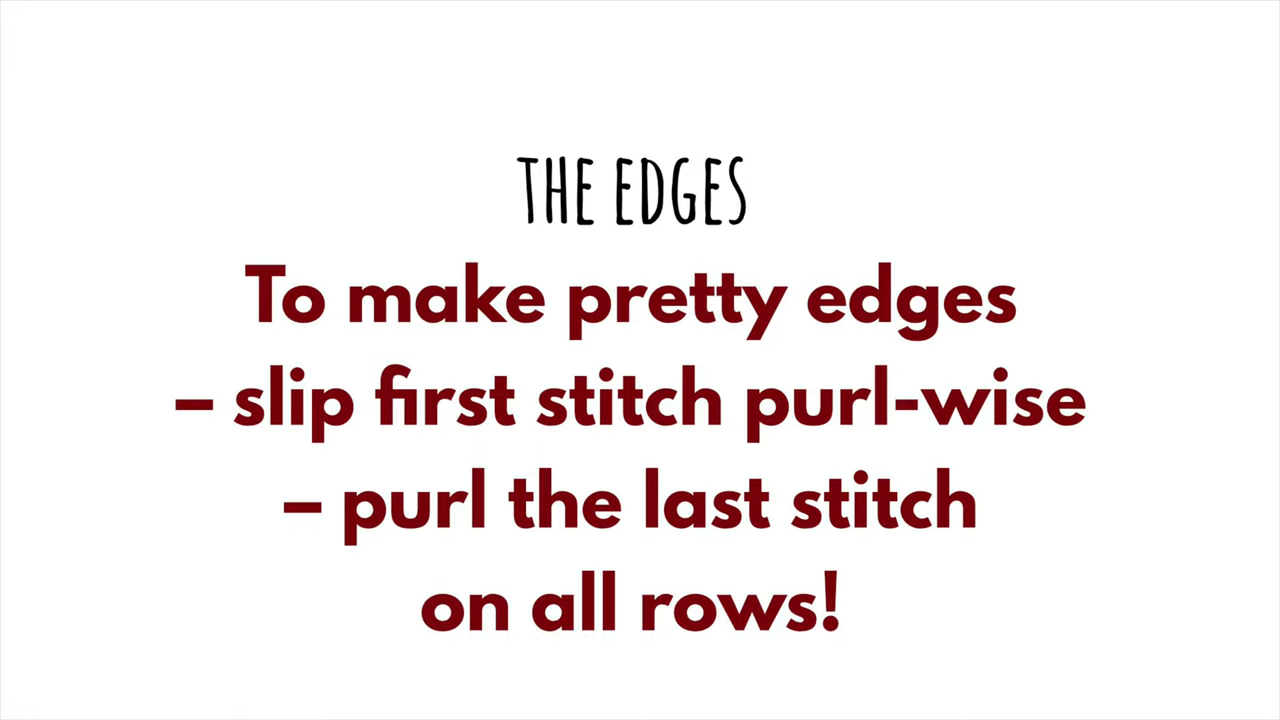 THE EDGES
To make pretty edges
– slip first stitch purl-wise
– purl the last stitch
on all rows!